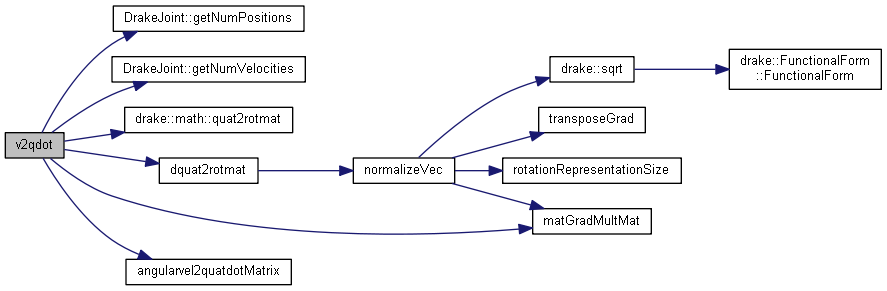 DrakeJoint::getNumPositions
DrakeJoint::getNumVelocities
drake::math::quat2rotmat
v2qdot
dquat2rotmat
angularvel2quatdotMatrix
normalizeVec
drake::sqrt
transposeGrad
rotationRepresentationSize
matGradMultMat
drake::FunctionalForm
::FunctionalForm